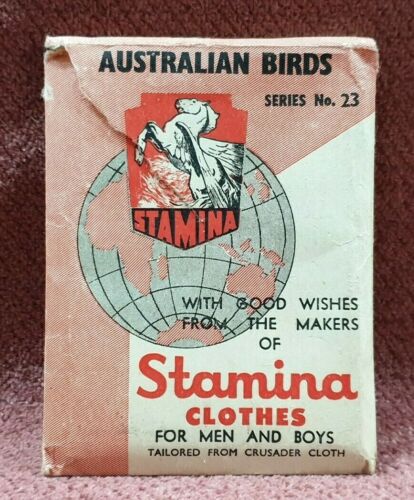 AUSTRALIAN BIRDS
SERIES No. 23
STAMINA
WITH GOOD WISHES
FROM THE MAKERS
OF
Stamina
CLOTHES
FOR MEN AND BOYS
TAILORED FROM CRUSADER CLOTH